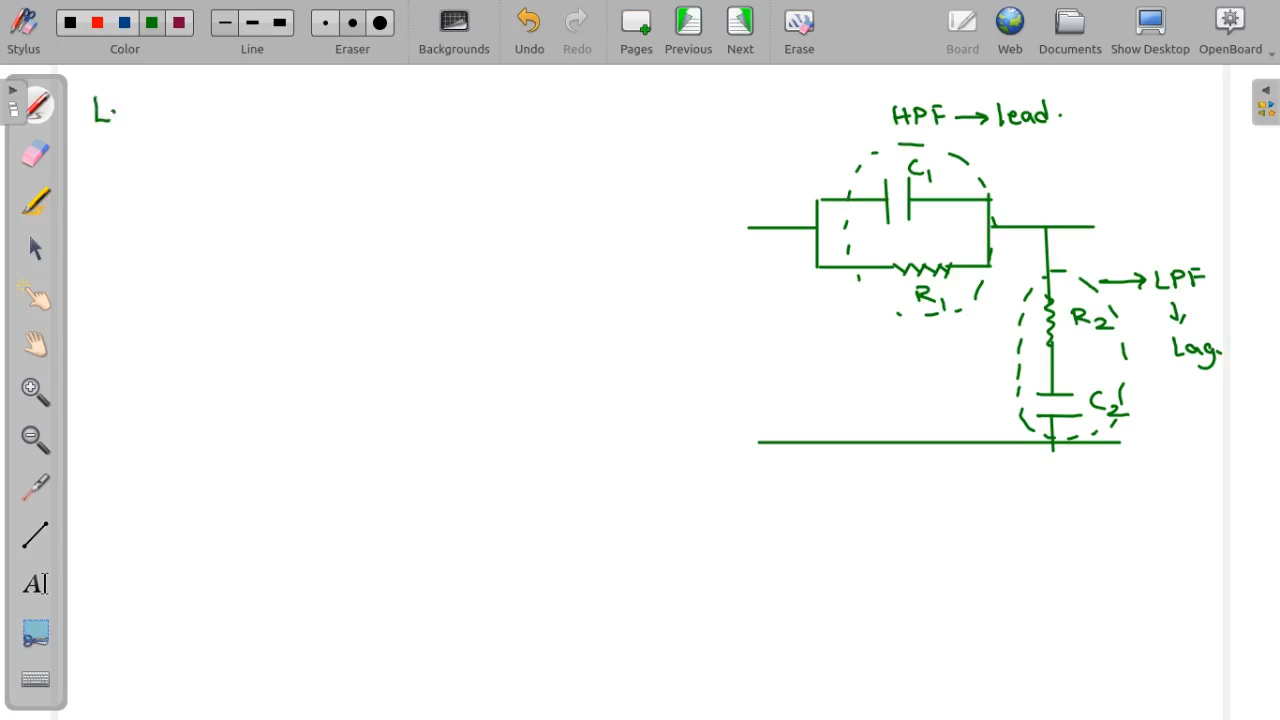 Stylus
Color
Line
Eraser
Backgrounds
Undo
Redo
Pages
Previous
Next
Erase
Board
Web
Documents
Show Desktop
OpenBoard
L.
HPF → lead.
C1
R1
→ LPF
↓
Lag.
R2
C2
A